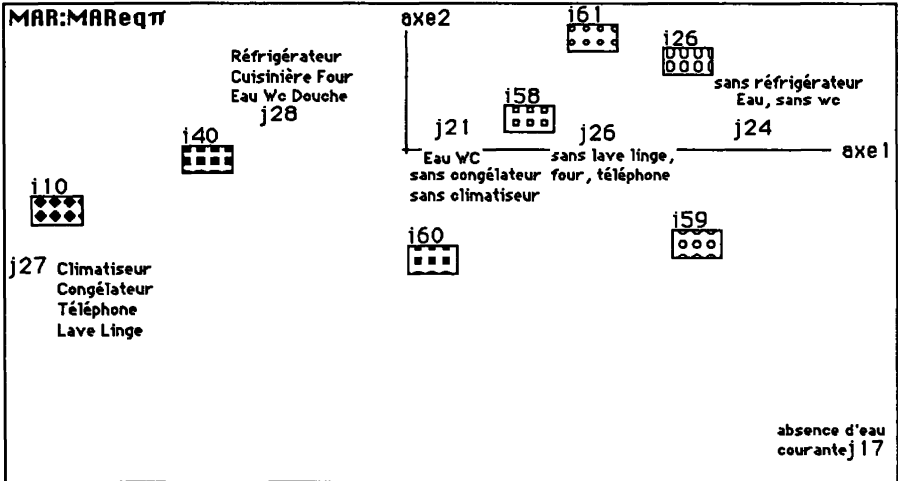 MAR:MAReqπ
axe2
i61
i26
Réfrigérateur
Cuisinière Four
Eau Wc Douche
j28
sans réfrigérateur
Eau, sans wc
i58
j21
j26
j24
axe1
i40
Eau WC
sans congélateur
sans climatiseur
sans lave linge,
four, téléphone
i10
i60
i59
j27 Climatiseur
Congélateur
Téléphone
Lave Linge
absence d'eau
courante j17